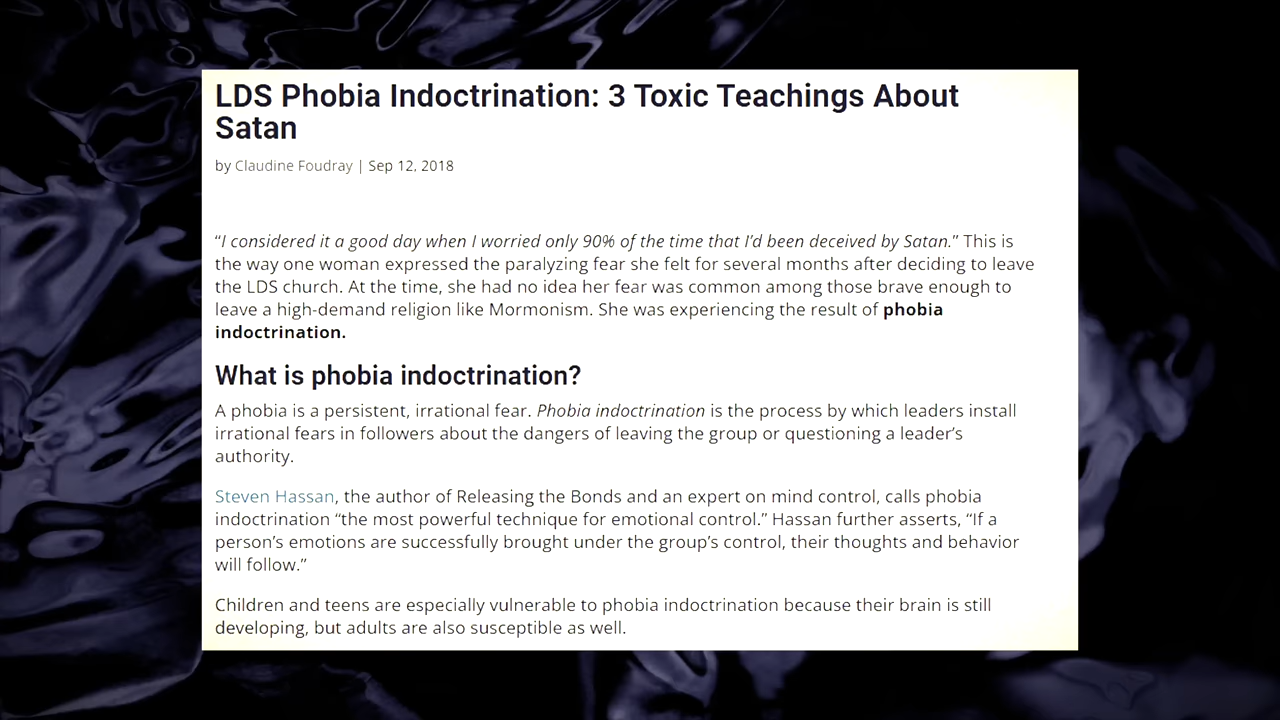 LDS Phobia Indoctrination: 3 Toxic Teachings About
Satan
by Claudine Foudray | Sep 12, 2018
“I considered it a good day when I worried only 90% of the time that I’d been deceived by Satan.” This is
the way one woman expressed the paralyzing fear she felt for several months after deciding to leave
the LDS church. At the time, she had no idea her fear was common among those brave enough to
leave a high-demand religion like Mormonism. She was experiencing the result of phobia
indoctrination.
What is phobia indoctrination?
A phobia is a persistent, irrational fear. Phobia indoctrination is the process by which leaders install
irrational fears in followers about the dangers of leaving the group or questioning a leader’s
authority.
Steven Hassan, the author of Releasing the Bonds and an expert on mind control, calls phobia
indoctrination “the most powerful technique for emotional control.” Hassan further asserts, “If a
person’s emotions are successfully brought under the group’s control, their thoughts and behavior
will follow.”
Children and teens are especially vulnerable to phobia indoctrination because their brain is still
developing, but adults are also susceptible as well.